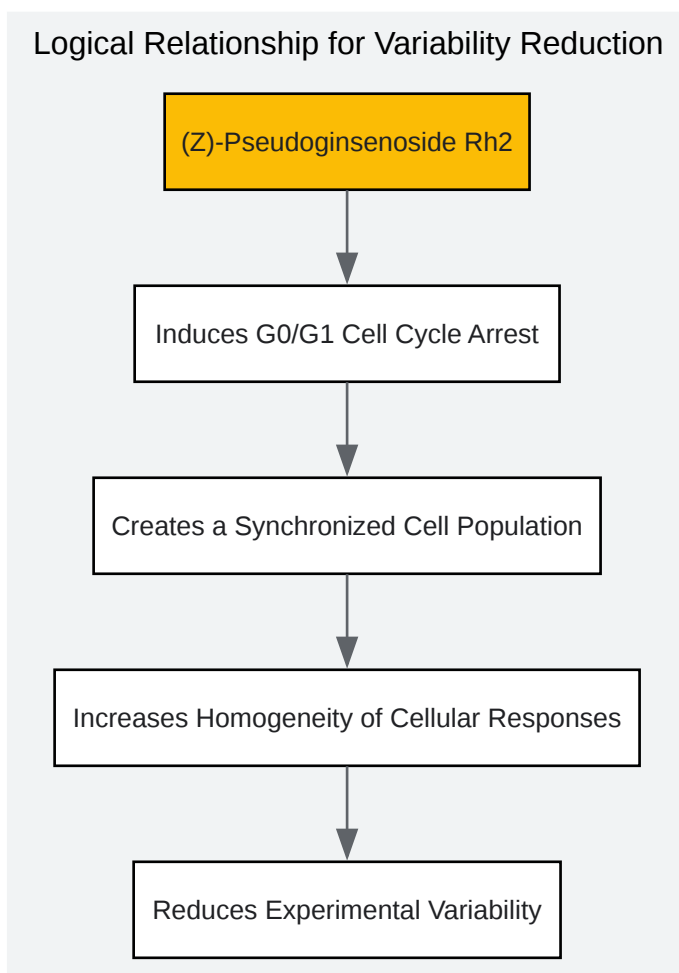 Logical Relationship for Variability Reduction
(Z)-Pseudoginsenoside Rh2
Induces G0/G1 Cell Cycle Arrest
Creates a Synchronized Cell Population
Increases Homogeneity of Cellular Responses
Reduces Experimental Variability